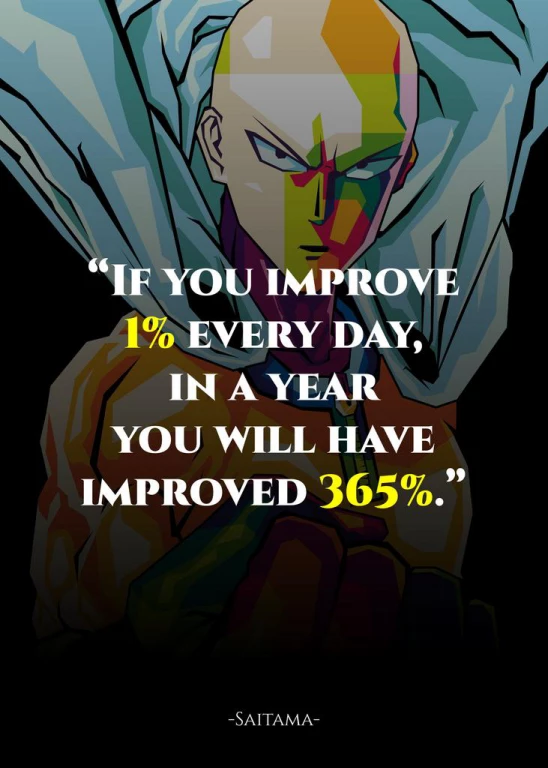 “If you improve
1% every day,
in a year
you will have
improved 365%.”
-Saitama-